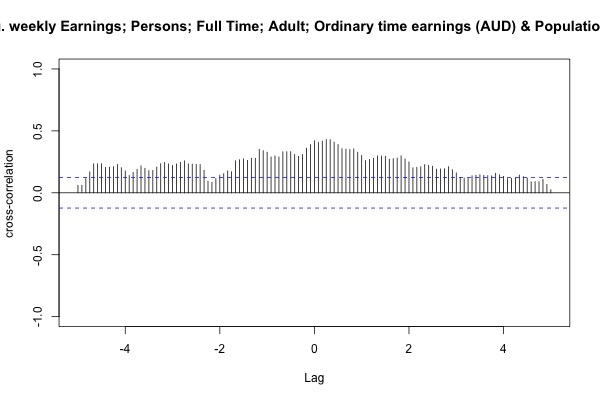 . weekly Earnings; Persons; Full Time; Adult; Ordinary time earnings (AUD) & Populatio
1.0
0.5
0.0
-0.5
-1.0
cross-correlation
-4 -2 0 2 4
Lag